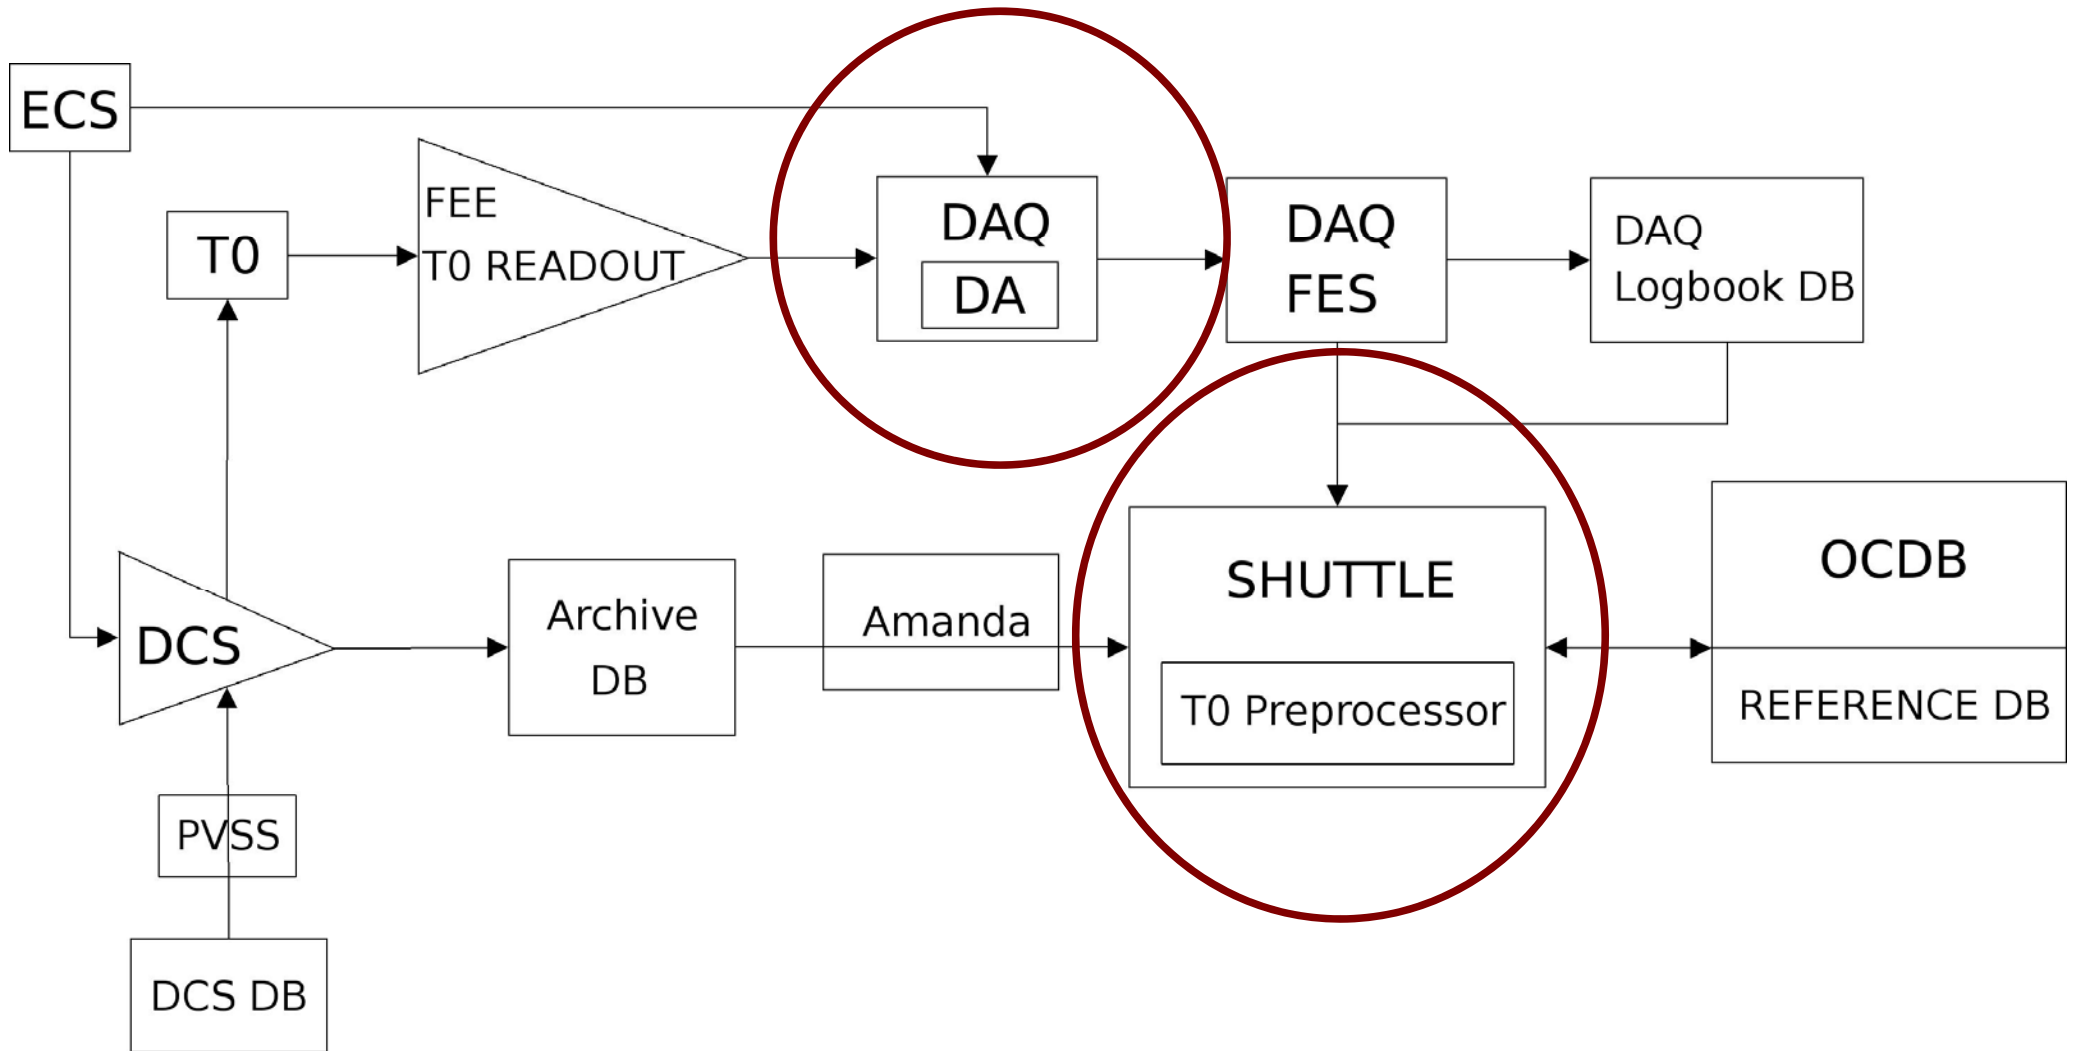 ECS
FEE
T0 READOUT
T0
DAQ
DA
DAQ
FES
DAQ
Logbook DB
DCS
Archive
DB
Amanda
SHUTTLE
T0 Preprocessor
OCDB
REFERENCE DB
PVSS
DCS DB